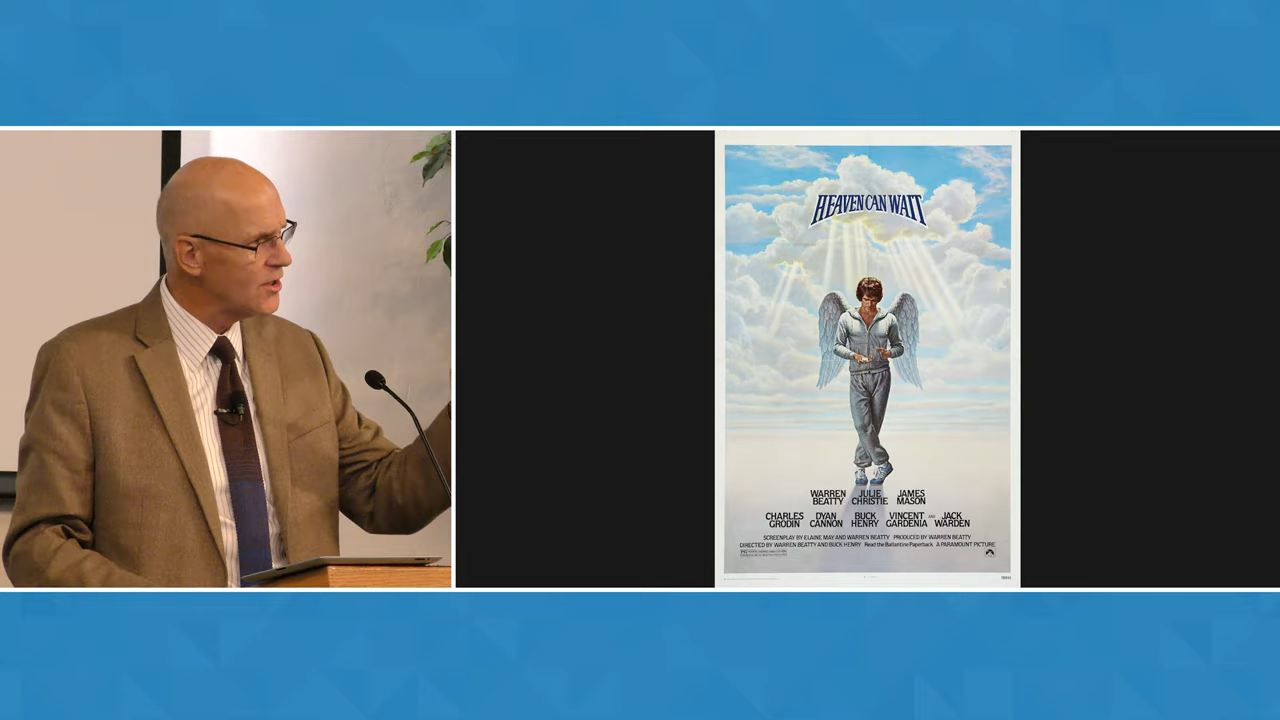 HEAVEN CAN WAIT
WARREN BEATTY JULIE CHRISTIE JAMES MASON
CHARLES GRODIN DYAN CANNON BUCK HENRY VINCENT GARDENIA AND JACK WARDEN
SCREENPLAY BY ELAINE MAY AND WARREN BEATTY PRODUCED BY WARREN BEATTY
DIRECTED BY WARREN BEATTY AND BUCK HENRY Read the Ballantine Paperback A PARAMOUNT PICTURE
PG